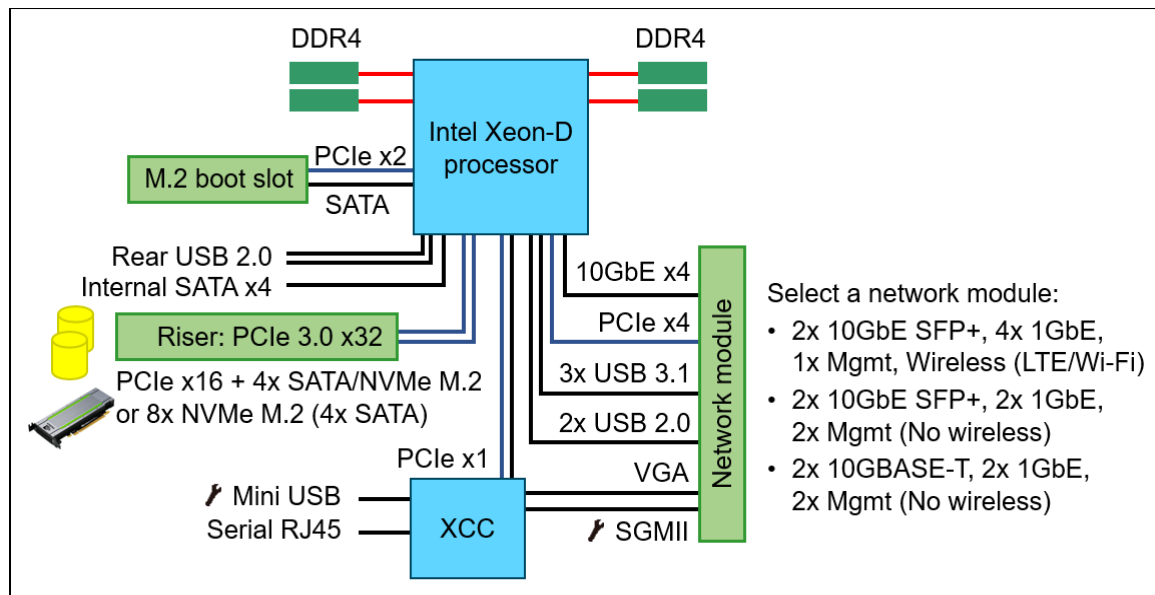 DDR4
DDR4
Intel Xeon-D
processor
PCIe x2
M.2 boot slot
SATA
Rear USB 2.0
Internal SATA x4
Riser: PCIe 3.0 x32
PCIe x16 + 4x SATA/NVMe M.2
or 8x NVMe M.2 (4x SATA)
10GbE x4
PCIe x4
3x USB 3.1
2x USB 2.0
Network module
Select a network module:
• 2x 10GbE SFP+, 4x 1GbE,
1x Mgmt, Wireless (LTE/Wi-Fi)
• 2x 10GbE SFP+, 2x 1GbE,
2x Mgmt (No wireless)
• 2x 10GBASE-T, 2x 1GbE,
2x Mgmt (No wireless)
PCIe x1
VGA
Mini USB
Serial RJ45
XCC
SGMII